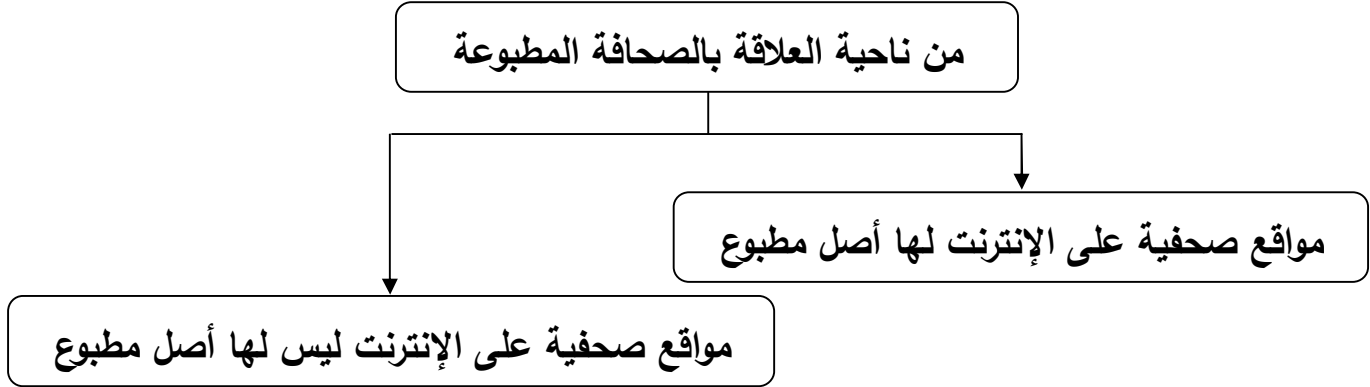 من ناحية العلاقة بالصحافة المطبوعة
مواقع صحفية على الإنترنت لها أصل مطبوع
مواقع صحفية على الإنترنت ليس لها أصل مطبوع